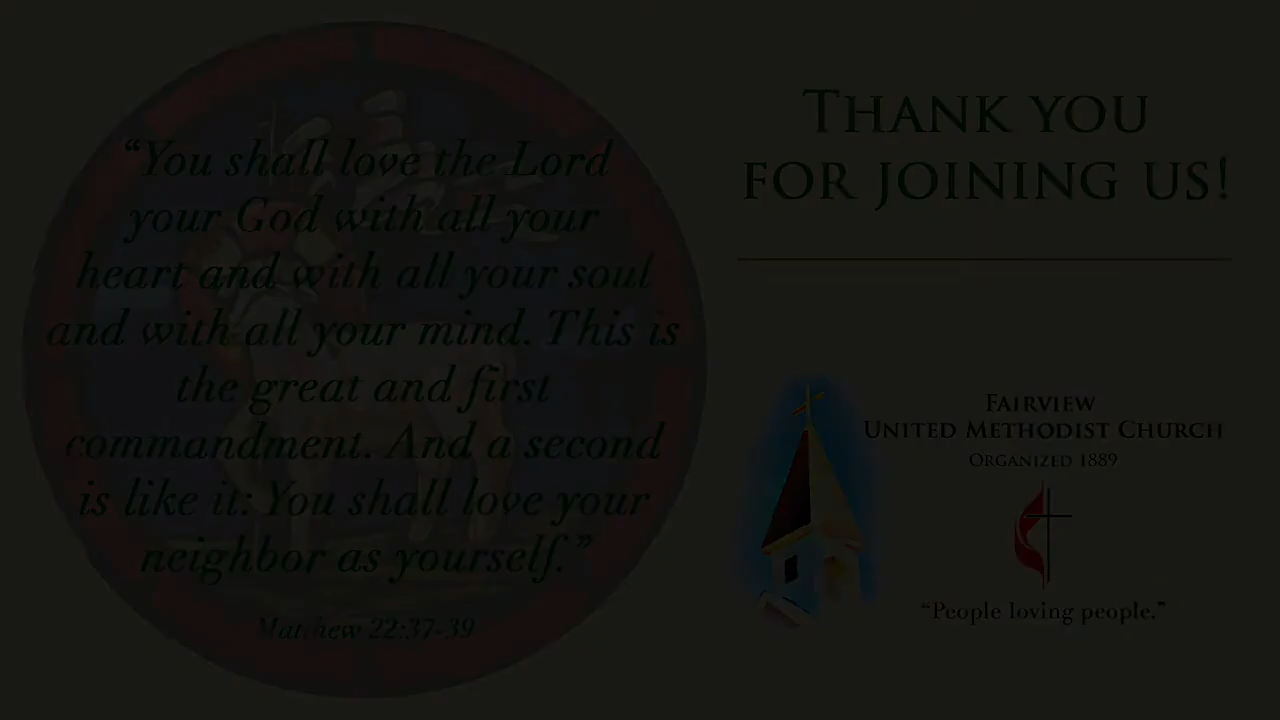 “You shall love the Lord
your God with all your
heart and with all your soul
and with all your mind. This is
the great and first
commandment. And a second
is like it: You shall love your
neighbor as yourself.”
Matthew 22:37-39
THANK YOU
FOR JOINING US!
FAIRVIEW
UNITED METHODIST CHURCH
ORGANIZED 1889
“People loving people.”